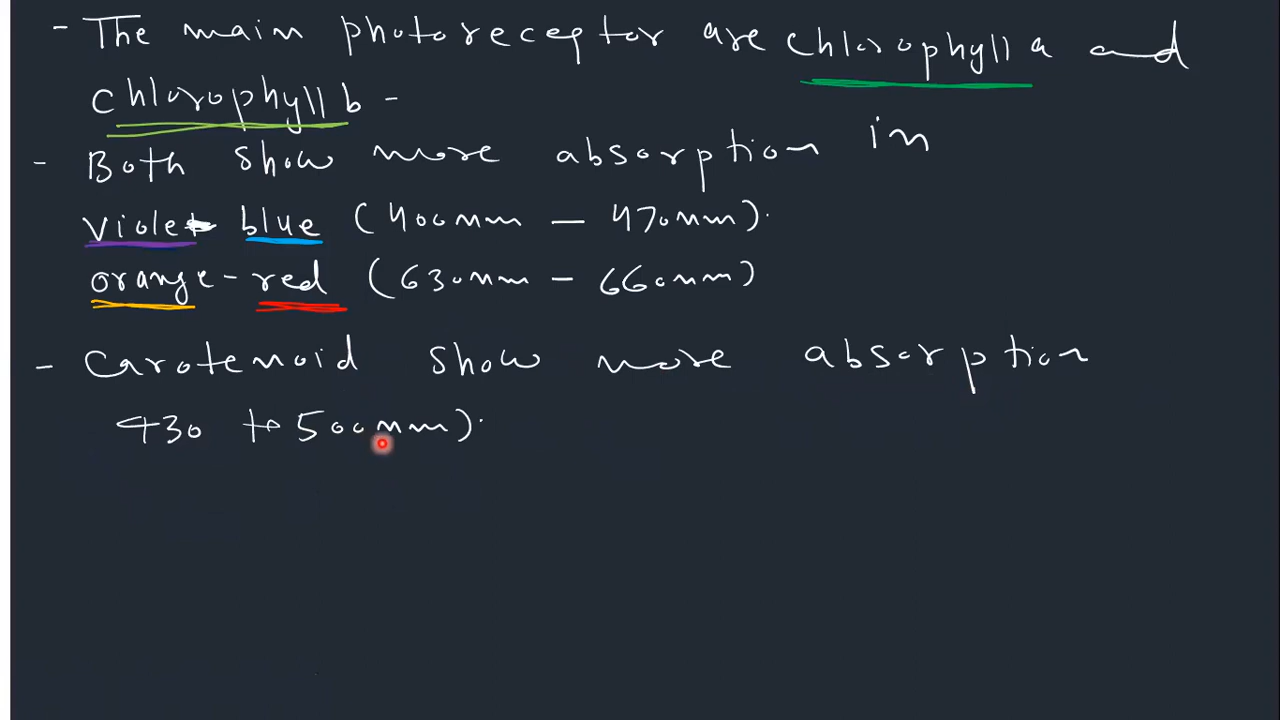 - The main photoreceptor are chlorophyll a and
chlorophyll b -
- Both show more absorption in
violet blue (400nm — 470nm).
orange - red (630nm — 660nm)
- Carotenoid show more absorption
430 to 500nm).